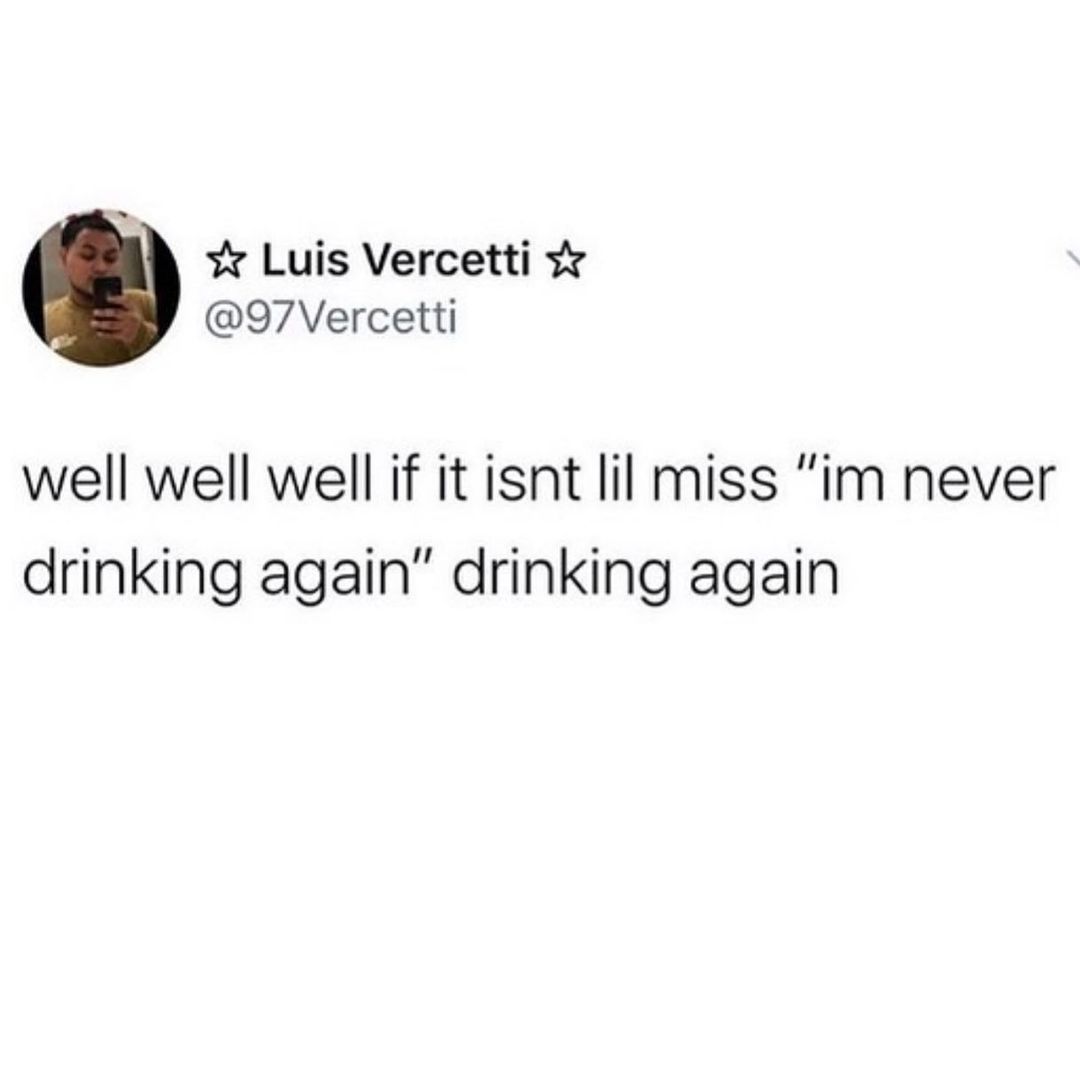 ☆ Luis Vercetti ☆
@97Vercetti
well well well if it isnt lil miss "im never
drinking again" drinking again